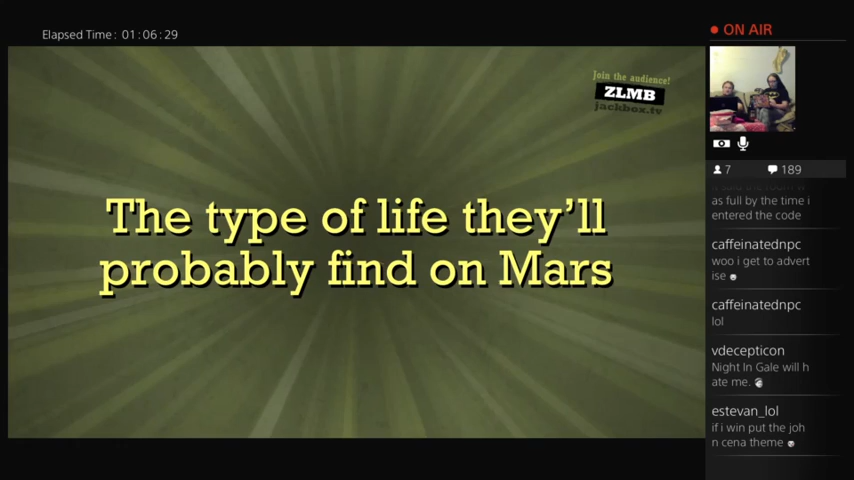 Elapsed Time: 01:06:29
ON AIR
Join the audience!
ZLMB
jackbox.tv
The type of life they'll
probably find on Mars
7
189
as full by the time i
entered the code
caffeinatednpc
woo i get to advert
ise
caffeinatednpc
lol
vdecepticon
Night In Gale will h
ate me.
estevan_lol
if i win put the joh
n cena theme